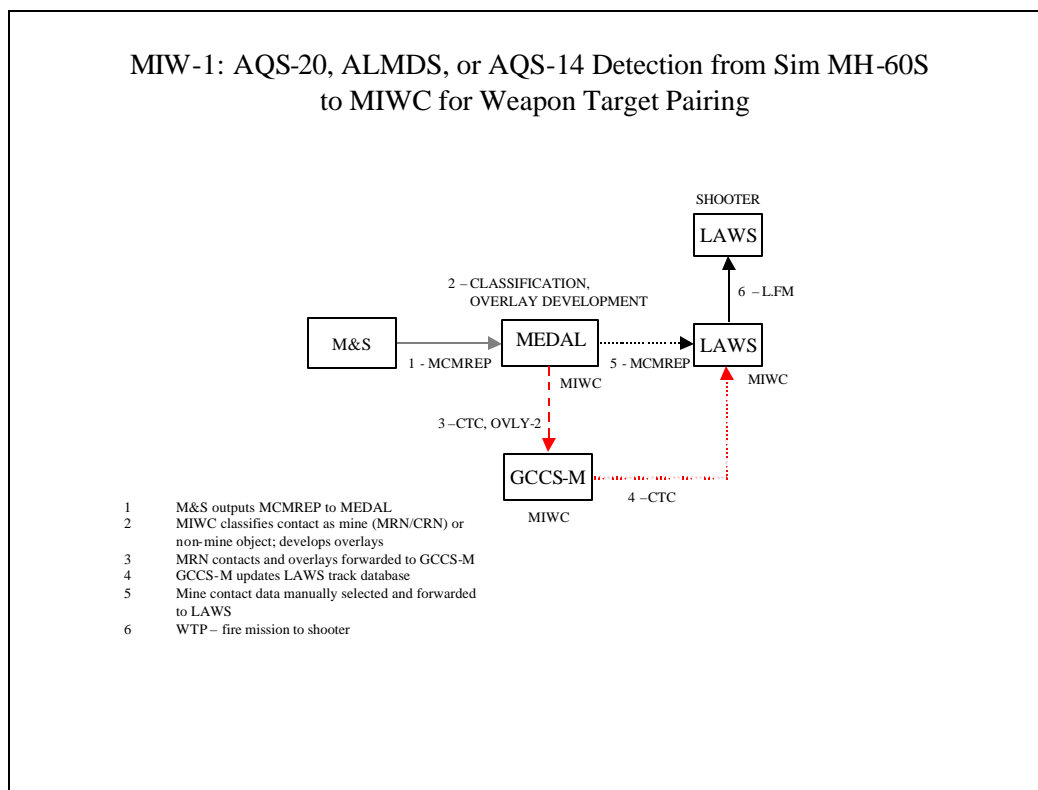 MIW-1: AQS-20, ALMDS, or AQS-14 Detection from Sim MH-60S
to MIWC for Weapon Target Pairing
SHOOTER
LAWS
6 – L.FM
2 – CLASSIFICATION,
OVERLAY DEVELOPMENT
M&S
1 - MCMREP
MEDAL
MIWC
5 - MCMREP
LAWS
MIWC
3 –CTC, OVLY-2
GCCS-M
MIWC
4 –CTC
1 M&S outputs MCMREP to MEDAL
2 MIWC classifies contact as mine (MRN/CRN) or
non-mine object; develops overlays
3 MRN contacts and overlays forwarded to GCCS-M
4 GCCS-M updates LAWS track database
5 Mine contact data manually selected and forwarded
to LAWS
6 WTP – fire mission to shooter